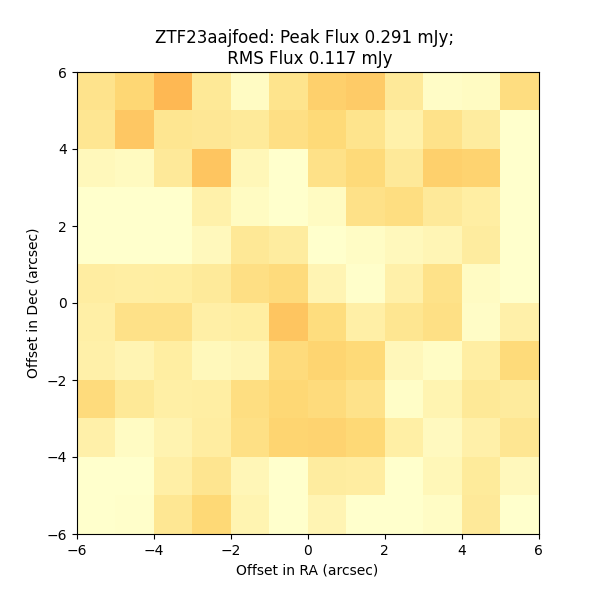 ZTF23aajfoed: Peak Flux 0.291 mJy;
RMS Flux 0.117 mJy
6
4
2
0
−2
−4
−6
Offset in Dec (arcsec)
−6 −4 −2 0 2 4 6
Offset in RA (arcsec)